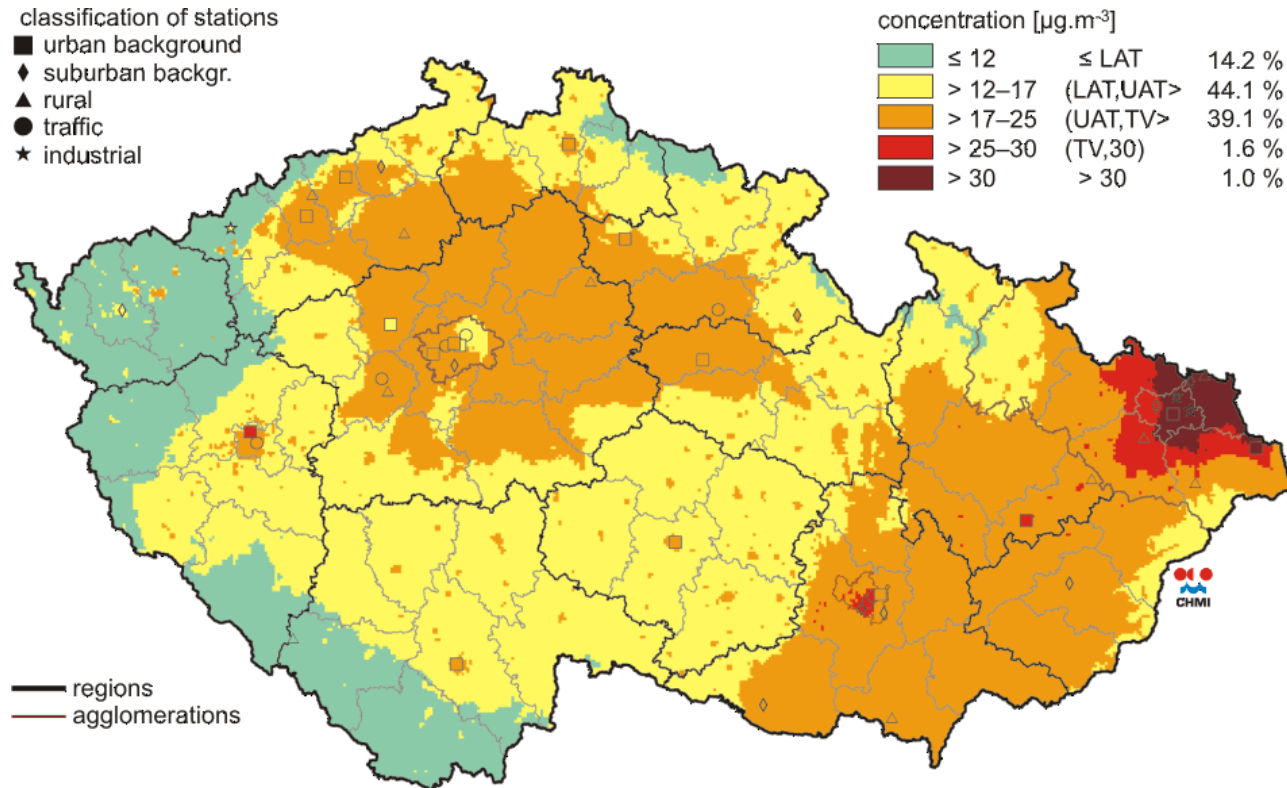 classification of stations
urban background
suburban backgr.
rural
traffic
industrial
concentration [µg.m⁻³]
≤ 12 ≤ LAT 14.2 %
> 12–17 (LAT,UAT> 44.1 %
> 17–25 (UAT,TV> 39.1 %
> 25–30 (TV,30) 1.6 %
> 30 > 30 1.0 %
CHMI
regions
agglomerations